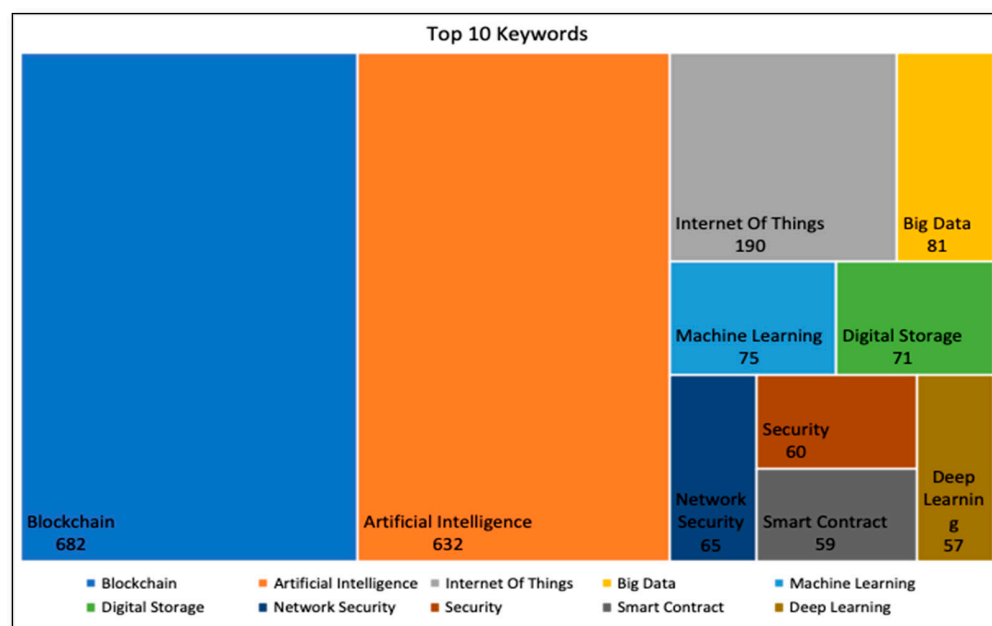 Top 10 Keywords
Blockchain
682
Artificial Intelligence
632
Internet Of Things
190
Big Data
81
Machine Learning
75
Digital Storage
71
Network
Security
65
Security
60
Smart Contract
59
Deep
Learnin
g
57
Blockchain
Artificial Intelligence
Internet Of Things
Big Data
Machine Learning
Digital Storage
Network Security
Security
Smart Contract
Deep Learning